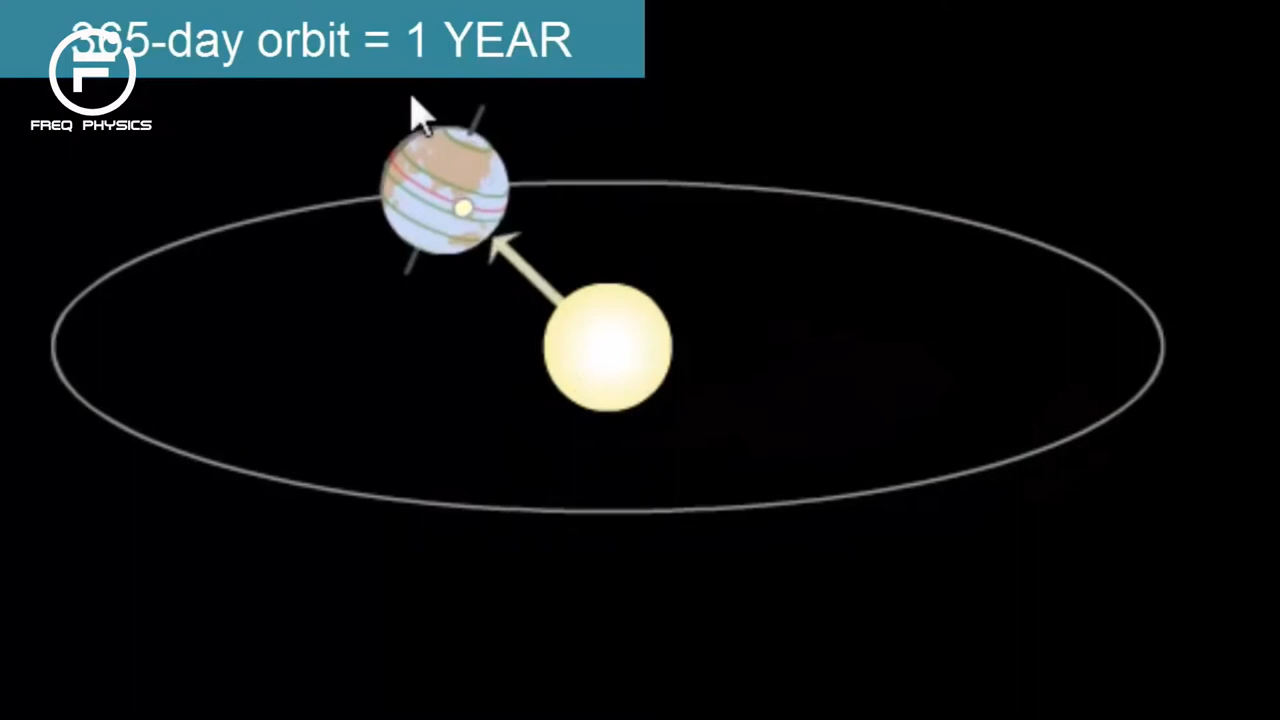 365-day orbit = 1 YEAR
F
FREQ PHYSICS